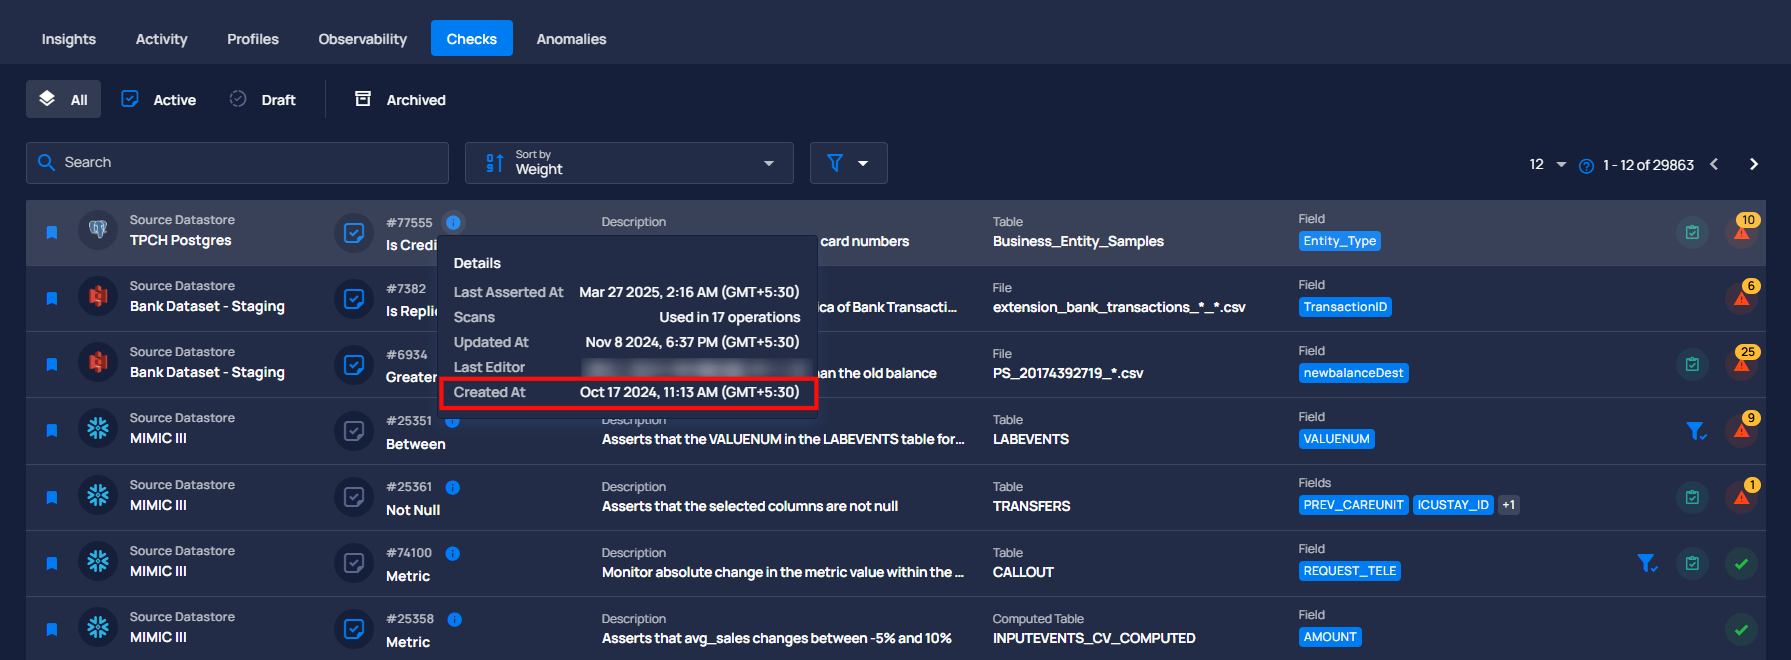 Insights Activity Profiles Observability Checks Anomalies
All Active Draft Archived
Search
Sort by
Weight
12 1 - 12 of 29863
Source Datastore
TPCH Postgres
#77555
Is Credi
Description
card numbers
Table
Business_Entity_Samples
Field
Entity_Type
10
Details
Last Asserted At Mar 27 2025, 2:16 AM (GMT+5:30)
Scans Used in 17 operations
Updated At Nov 8 2024, 6:37 PM (GMT+5:30)
Last Editor
Created At Oct 17 2024, 11:13 AM (GMT+5:30)
Source Datastore
Bank Dataset - Staging
#7382
Is Replic
ica of Bank Transacti...
File
extension_bank_transactions_*_*.csv
Field
TransactionID
6
Source Datastore
Bank Dataset - Staging
#6934
Greater
an the old balance
File
PS_20174392719_*.csv
Field
newbalanceDest
25
Source Datastore
MIMIC III
#25351
Between
Description
Asserts that the VALUENUM in the LABEVENTS table for...
Table
LABEVENTS
Field
VALUENUM
9
Source Datastore
MIMIC III
#25361
Not Null
Description
Asserts that the selected columns are not null
Table
TRANSFERS
Fields
PREV_CAREUNIT ICUSTAY_ID +1
1
Source Datastore
MIMIC III
#74100
Metric
Description
Monitor absolute change in the metric value within the ...
Table
CALLOUT
Field
REQUEST_TELE
Source Datastore
MIMIC III
#25358
Metric
Description
Asserts that avg_sales changes between -5% and 10%
Computed Table
INPUTEVENTS_CV_COMPUTED
Field
AMOUNT